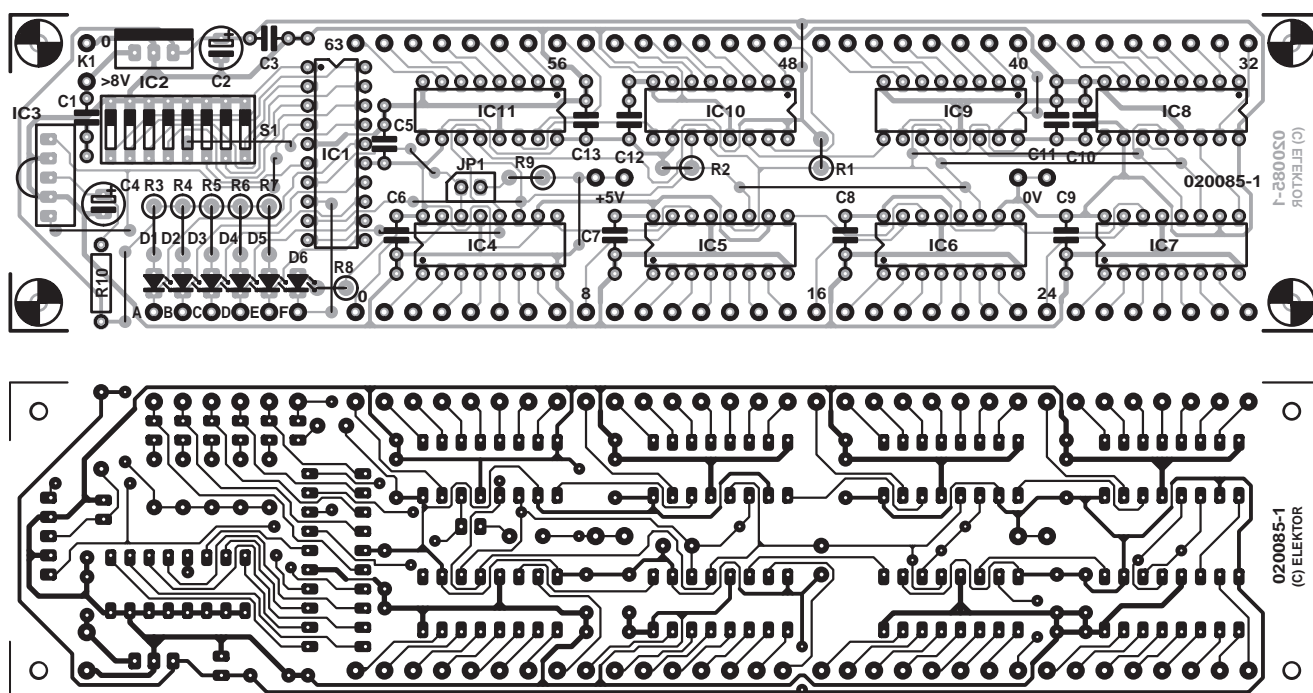 K1
0
63
56
48
40
32
>8V
IC2
C2
C3
IC3
C1
S1
IC1
C5
IC11
IC10
IC9
IC8
JP1
R9
C13
C12
R2
R1
C11
C10
020085-1
(C) ELEKTOR
020085-1
C4
R3
R4
R5
R6
R7
C6
+5V
C8
0V
C9
D1
D2
D3
D4
D5
D6
IC4
C7
IC5
IC6
IC7
R10
R8
0
8
16
24
A
B
C
D
E
F
020085-1
(C) ELEKTOR